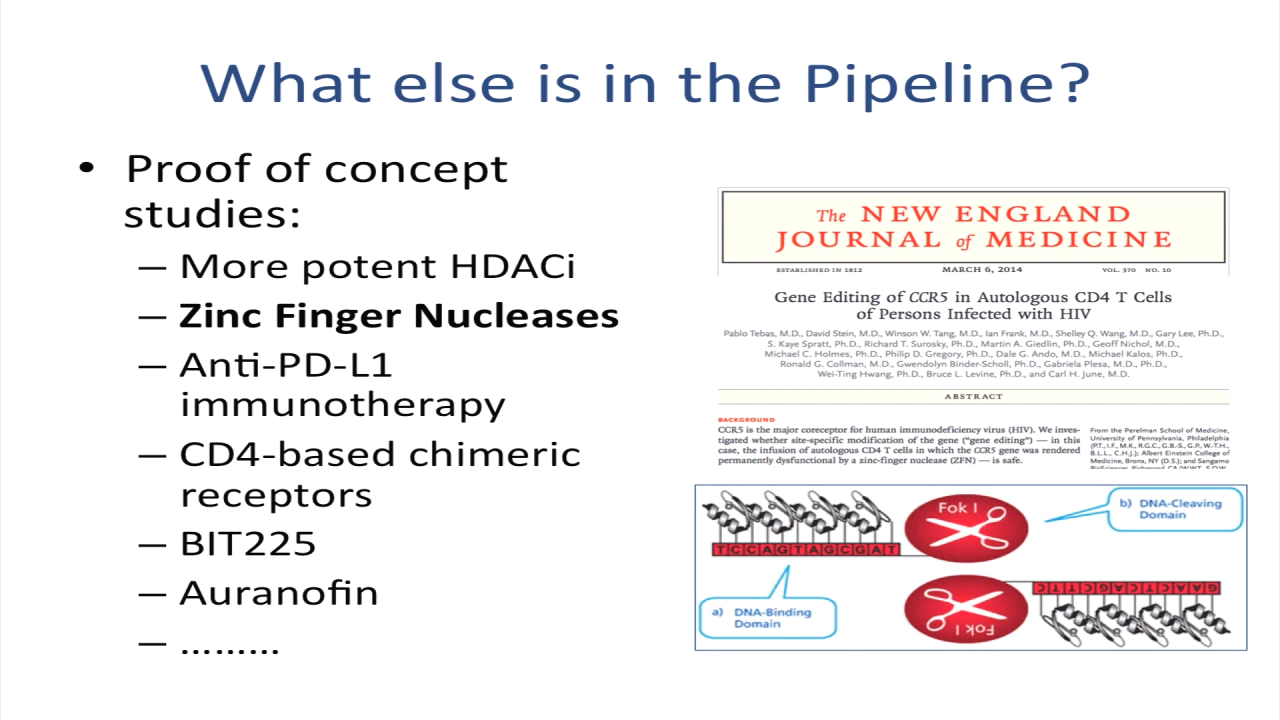 What else is in the Pipeline?
• Proof of concept
studies:
– More potent HDACi
– Zinc Finger Nucleases
– Anti-PD-L1
immunotherapy
– CD4-based chimeric
receptors
– BIT225
– Auranofin
– ………
The NEW ENGLAND
JOURNAL of MEDICINE
ESTABLISHED IN 1812 MARCH 6, 2014 VOL. 370 NO. 10
Gene Editing of CCR5 in Autologous CD4 T Cells
of Persons Infected with HIV
Pablo Tebas, M.D., David Stein, M.D., Winson W. Tang, M.D., Ian Frank, M.D., Shelley Q. Wang, M.D., Gary Lee, Ph.D.,
S. Kaye Spratt, Ph.D., Richard T. Surosky, Ph.D., Martin A. Giedlin, Ph.D., Geoff Nichol, M.D.,
Michael C. Holmes, Ph.D., Philip D. Gregory, Ph.D., Dale G. Ando, M.D., Michael Kalos, Ph.D.,
Ronald G. Collman, M.D., Gwendolyn Binder-Scholl, Ph.D., Gabriela Plesa, M.D., Ph.D.,
Wei-Ting Hwang, Ph.D., Bruce L. Levine, Ph.D., and Carl H. June, M.D.
ABSTRACT
BACKGROUND
CCR5 is the major coreceptor for human immunodeficiency virus (HIV). We inves-
tigated whether site-specific modification of the gene ("gene editing") — in this
case, the infusion of autologous CD4 T cells in which the CCR5 gene was rendered
permanently dysfunctional by a zinc-finger nuclease (ZFN) — is safe.
From the Perelman School of Medicine,
University of Pennsylvania, Philadelphia
(P.T., I.F., M.K., R.G.C., G.B.-S., G.P., W.-T.H.,
B.L.L., C.H.J.); Albert Einstein College of
Medicine, Bronx, NY (D.S.); and Sangamo
Fok I
b) DNA-Cleaving
Domain
TCCAGTAGCGAT
a) DNA-Binding
Domain
Fok I